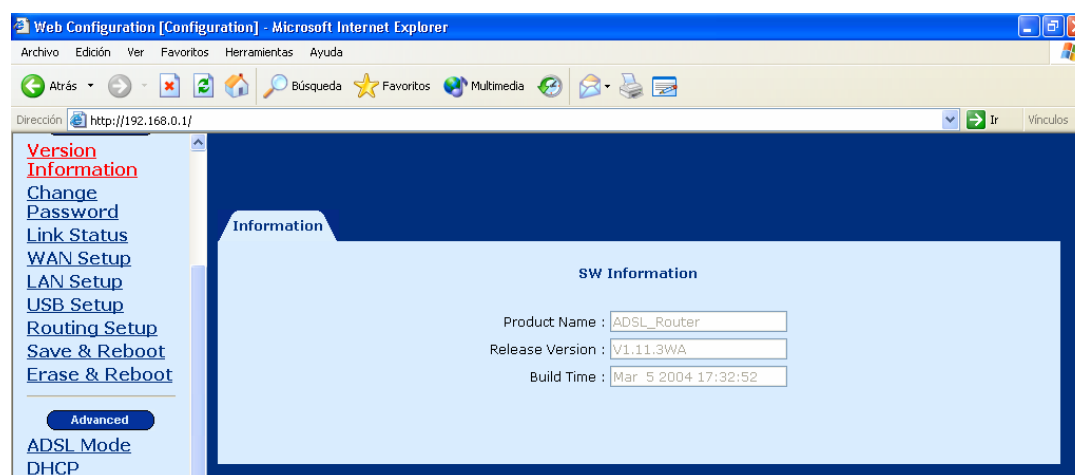 Web Configuration [Configuration] - Microsoft Internet Explorer
Archivo Edición Ver Favoritos Herramientas Ayuda
Atrás Búsqueda Favoritos Multimedia
Dirección http://192.168.0.1/ Ir Vínculos
Version
Information
Change
Password
Link Status
WAN Setup
LAN Setup
USB Setup
Routing Setup
Save & Reboot
Erase & Reboot
Advanced
ADSL Mode
DHCP
Information
SW Information
Product Name : ADSL_Router
Release Version : V1.11.3WA
Build Time : Mar 5 2004 17:32:52